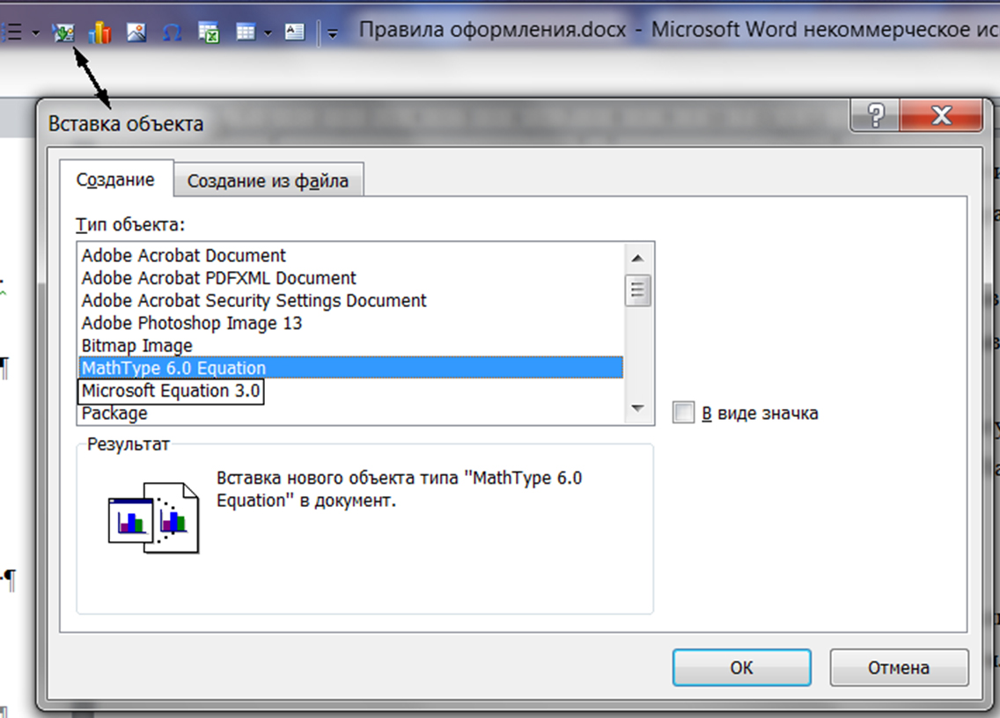 Правила оформления.docx - Microsoft Word некоммерческое ис
Вставка объекта
Создание
Создание из файла
Тип объекта:
Adobe Acrobat Document
Adobe Acrobat PDFXML Document
Adobe Acrobat Security Settings Document
Adobe Photoshop Image 13
Bitmap Image
MathType 6.0 Equation
Microsoft Equation 3.0
Package
В виде значка
Результат
Вставка нового объекта типа "MathType 6.0
Equation" в документ.
ОК
Отмена